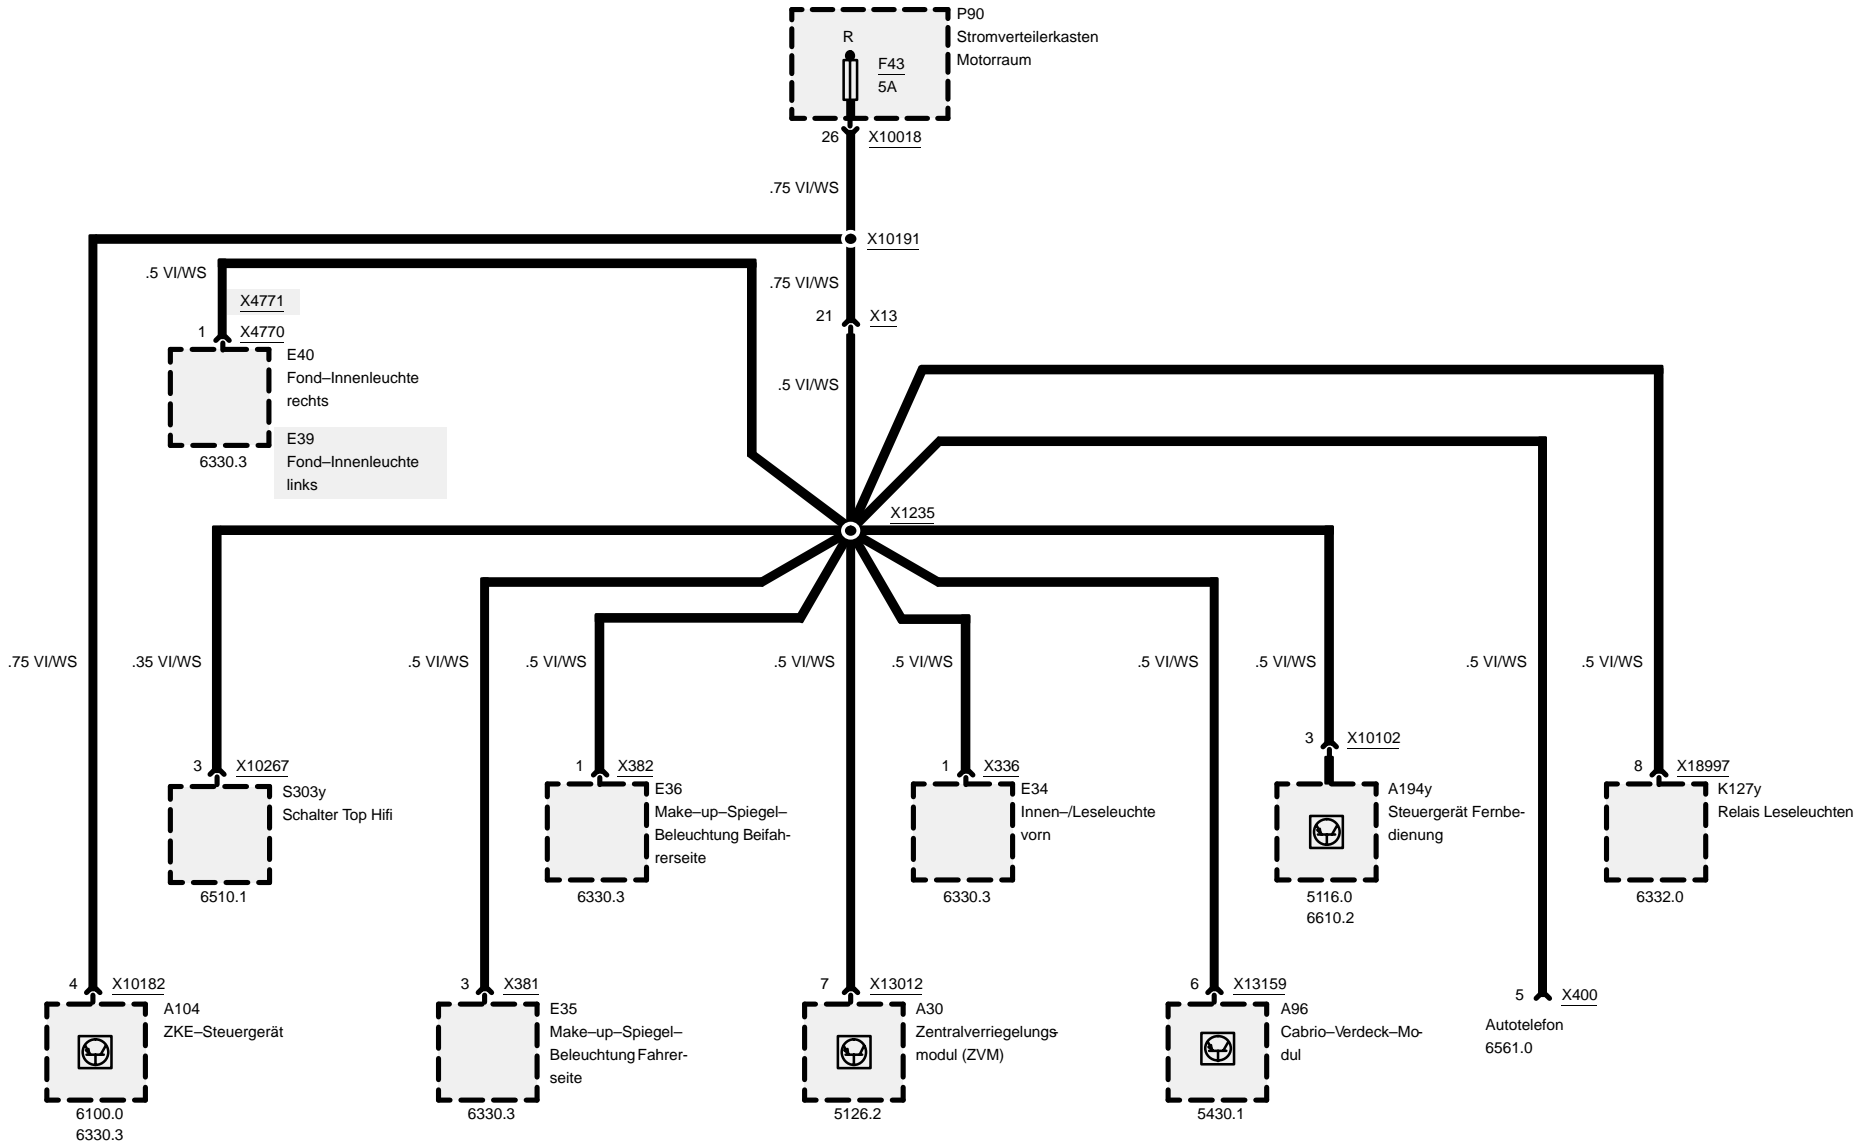 P90
Stromverteilerkasten
Motorraum
R
F43
5A
26
X10018
.75 VI/WS
X10191
.5 VI/WS
.75 VI/WS
X4771
21
X13
1
X4770
E40
Fond–Innenleuchte
rechts
.5 VI/WS
E39
Fond–Innenleuchte
links
6330.3
X1235
.75 VI/WS
.35 VI/WS
.5 VI/WS
.5 VI/WS
.5 VI/WS
.5 VI/WS
.5 VI/WS
.5 VI/WS
.5 VI/WS
.5 VI/WS
3
X10267
S303y
Schalter Top Hifi
6510.1
1
X382
E36
Make–up–Spiegel–
Beleuchtung Beifah-
rerseite
6330.3
1
X336
E34
Innen–/Leseleuchte
vorn
6330.3
3
X10102
A194y
Steuergerät Fernbe-
dienung
5116.0
6610.2
8
X18997
K127y
Relais Leseleuchten
6332.0
4
X10182
A104
ZKE–Steuergerät
6100.0
6330.3
3
X381
E35
Make–up–Spiegel–
Beleuchtung Fahrer-
seite
6330.3
7
X13012
A30
Zentralverriegelungs-
modul (ZVM)
5126.2
6
X13159
A96
Cabrio–Verdeck–Mo-
dul
5430.1
5
X400
Autotelefon
6561.0